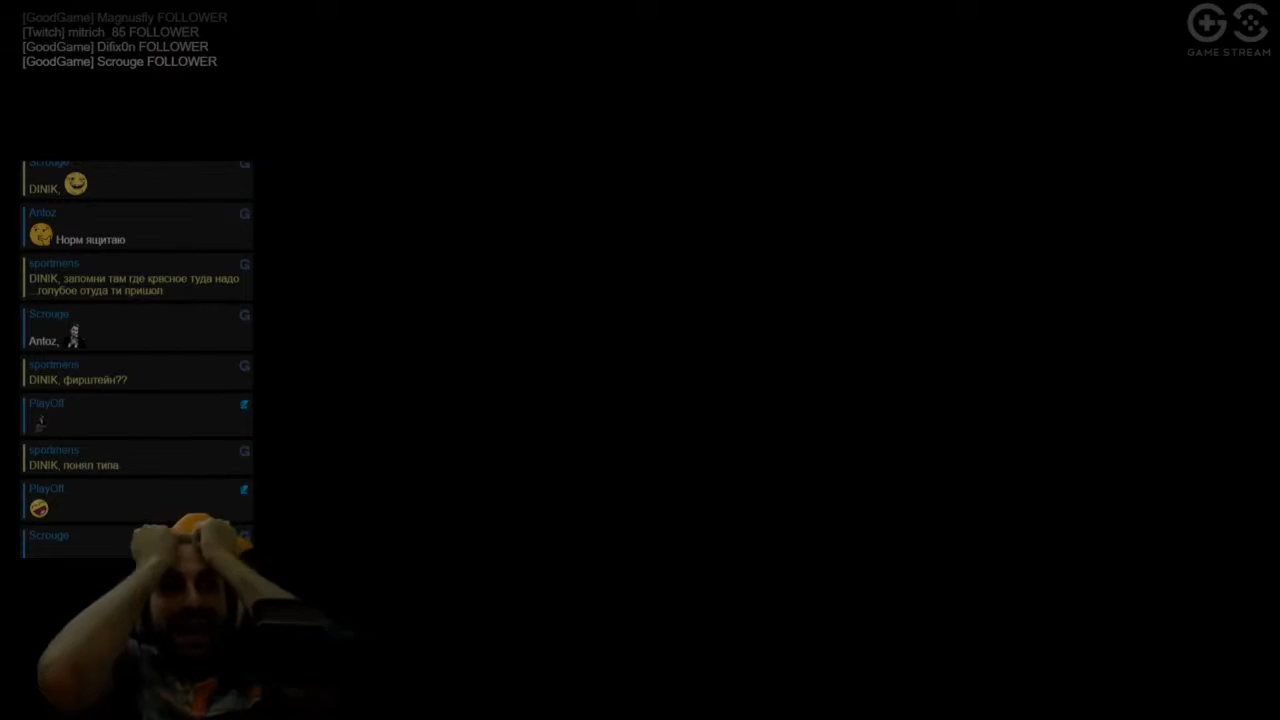 [GoodGame] Magnusfly FOLLOWER
[Twitch] mitrich_85 FOLLOWER
[GoodGame] Difix0n FOLLOWER
[GoodGame] Scrouge FOLLOWER
GAME STREAM
Scrouge
DINIK,
Antoz
Норм ящитаю
sportmens
DINIK, запомни там где крвсное туда надо
...голубое отуда ти пришол
Scrouge
Antoz,
sportmens
DINIK, фирштейн??
PlayOff
sportmens
DINIK, понял типа
PlayOff
Scrouge